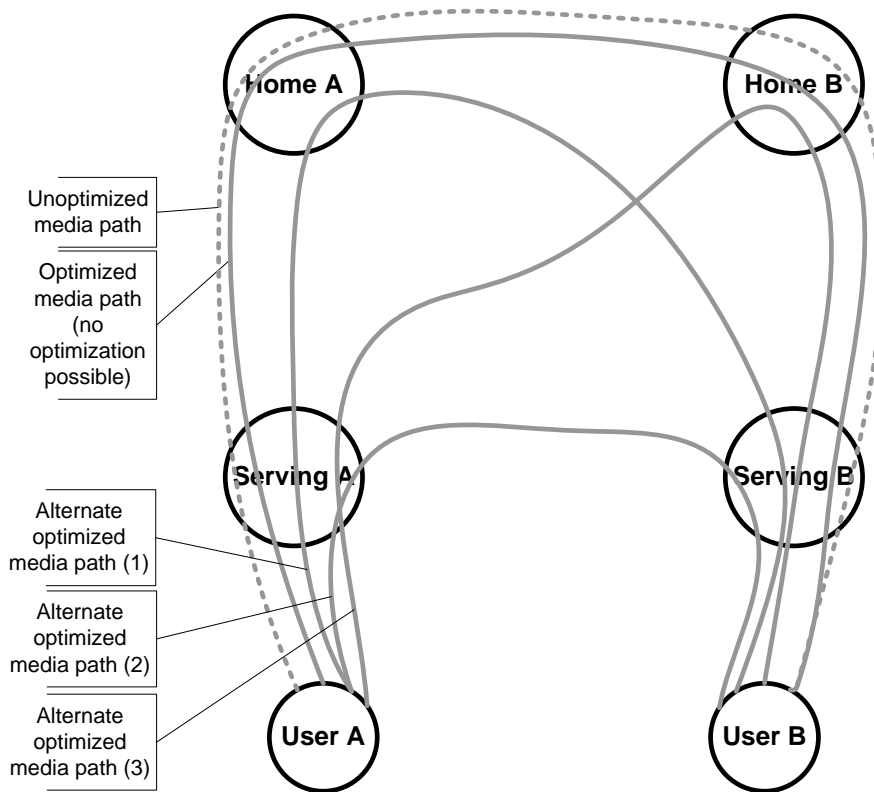 Home A
Home B
Unoptimized
media path
Optimized
media path
(no
optimization
possible)
Serving A
Serving B
Alternate
optimized
media path (1)
Alternate
optimized
media path (2)
Alternate
optimized
media path (3)
User A
User B